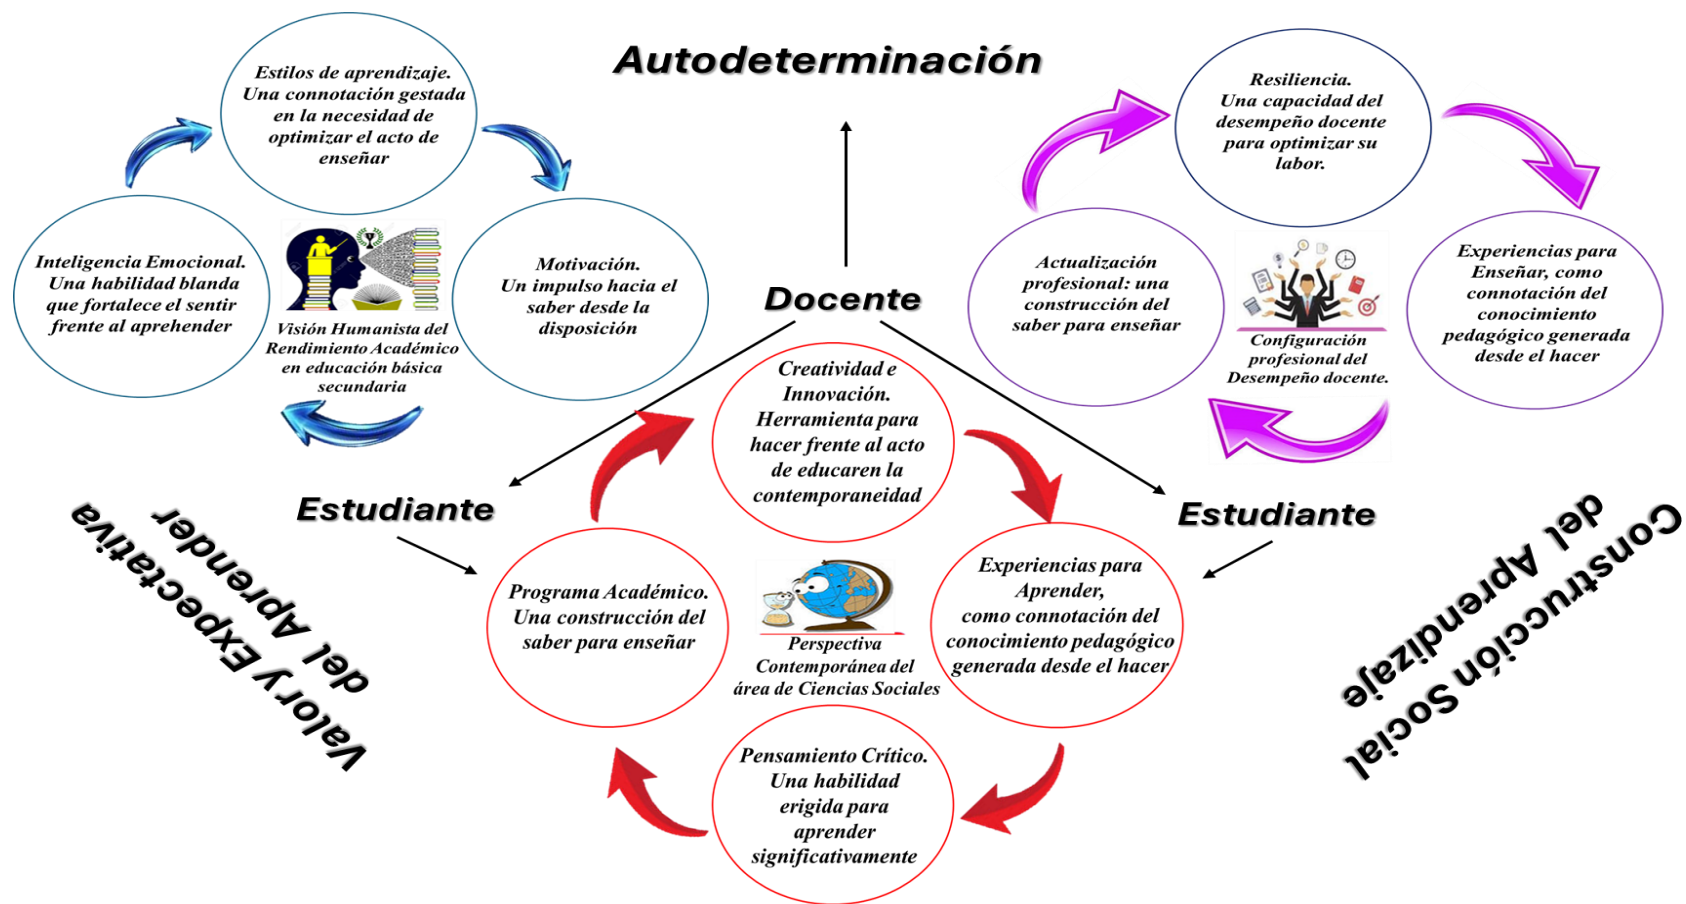 Autodeterminación
Estilos de aprendizaje.
Una connotación gestada
en la necesidad de
optimizar el acto de
enseñar
Inteligencia Emocional.
Una habilidad blanda
que fortalece el sentir
frente al aprehender
Motivación.
Un impulso hacia el
saber desde la
disposición
Visión Humanista del
Rendimiento Académico
en educación básica
secundaria
Resiliencia.
Una capacidad del
desempeño docente
para optimizar su
labor.
Actualización
profesional: una
construcción del
saber para enseñar
Experiencias para
Enseñar, como
connotación del
conocimiento
pedagógico generada
desde el hacer
Configuración
profesional del
Desempeño docente.
Docente
Estudiante
Estudiante
Creatividad e
Innovación.
Herramienta para
hacer frente al acto
de educaren la
contemporaneidad
Programa Académico.
Una construcción del
saber para enseñar
Experiencias para
Aprender,
como connotación del
conocimiento pedagógico
generada desde el hacer
Perspectiva
Contemporánea del
área de Ciencias Sociales
Pensamiento Crítico.
Una habilidad
erigida para
aprender
significativamente
Valor y Expectativa
del Aprender
Construcción Social
del Aprendizaje